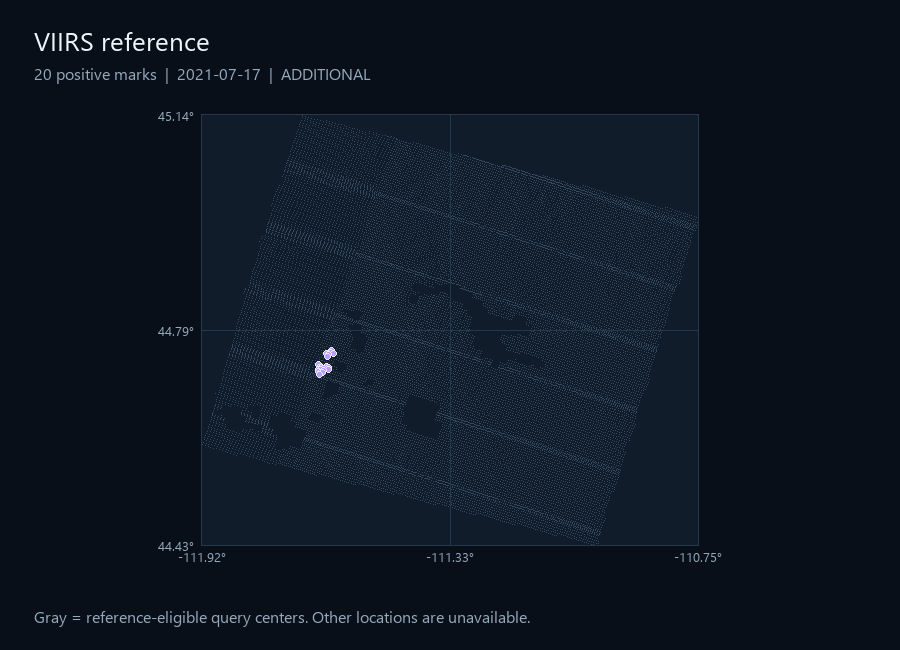 VIIRS reference
20 positive marks | 2021-07-17 | ADDITIONAL
45.14°
44.79°
44.43°
-111.92° -111.33° -110.75°
Gray = reference-eligible query centers. Other locations are unavailable.